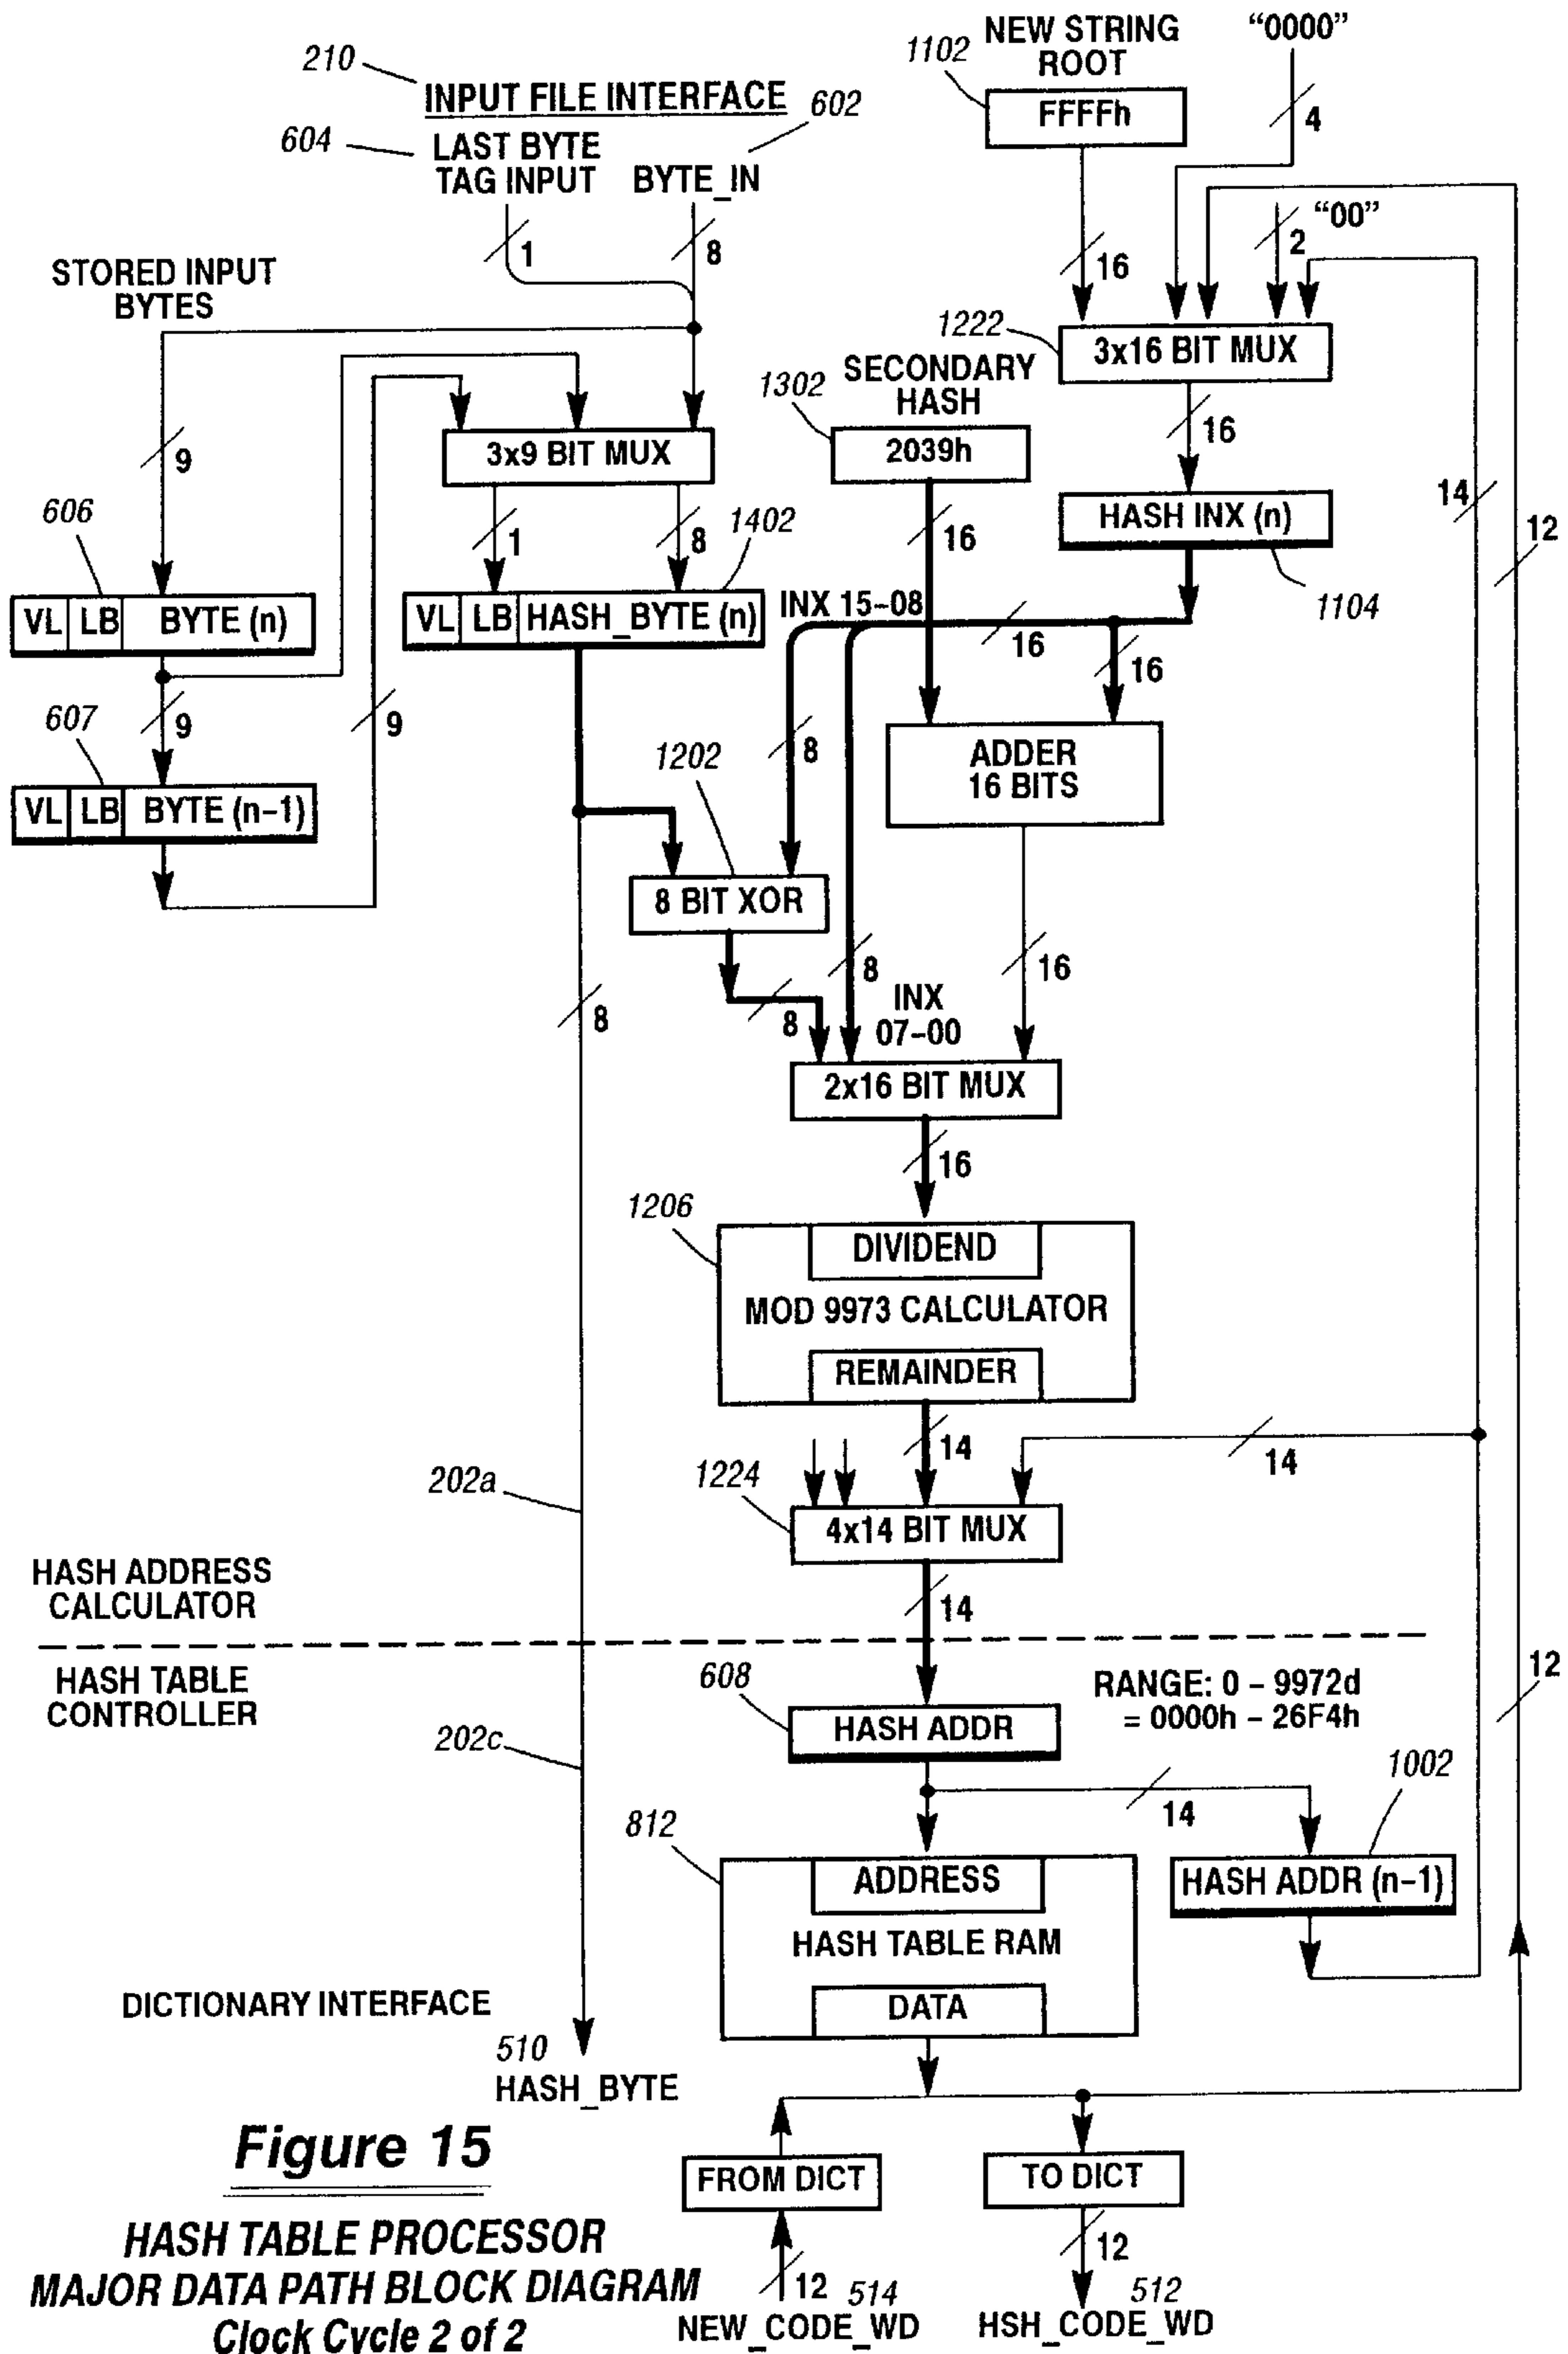 NEW STRING
ROOT
"0000"
1102
210
INPUT FILE INTERFACE
602
FFFFh
4
604
LAST BYTE
TAG INPUT
BYTE_IN
"00"
2
1
8
16
STORED INPUT
BYTES
1222
3x16 BIT MUX
SECONDARY
HASH
1302
16
3x9 BIT MUX
2039h
9
14
606
1402
HASH INX (n)
1
8
16
12
1104
VL LB BYTE (n)
VL LB HASH_BYTE (n)
INX 15-08
16
16
607
9
9
8
1202
ADDER
16 BITS
VL LB BYTE (n-1)
8 BIT XOR
8
16
INX
07-00
8
8
2x16 BIT MUX
16
1206
DIVIDEND
MOD 9973 CALCULATOR
REMAINDER
14
14
202a
1224
4x14 BIT MUX
HASH ADDRESS
CALCULATOR
14
HASH TABLE
CONTROLLER
608
RANGE: 0 - 9972d
= 0000h - 26F4h
12
HASH ADDR
202c
1002
14
812
ADDRESS
HASH ADDR (n-1)
HASH TABLE RAM
DICTIONARY INTERFACE
DATA
510
HASH_BYTE
Figure 15
FROM DICT
TO DICT
HASH TABLE PROCESSOR
MAJOR DATA PATH BLOCK DIAGRAM
Clock Cycle 2 of 2
12
514
NEW_CODE_WD
12
512
HSH_CODE_WD